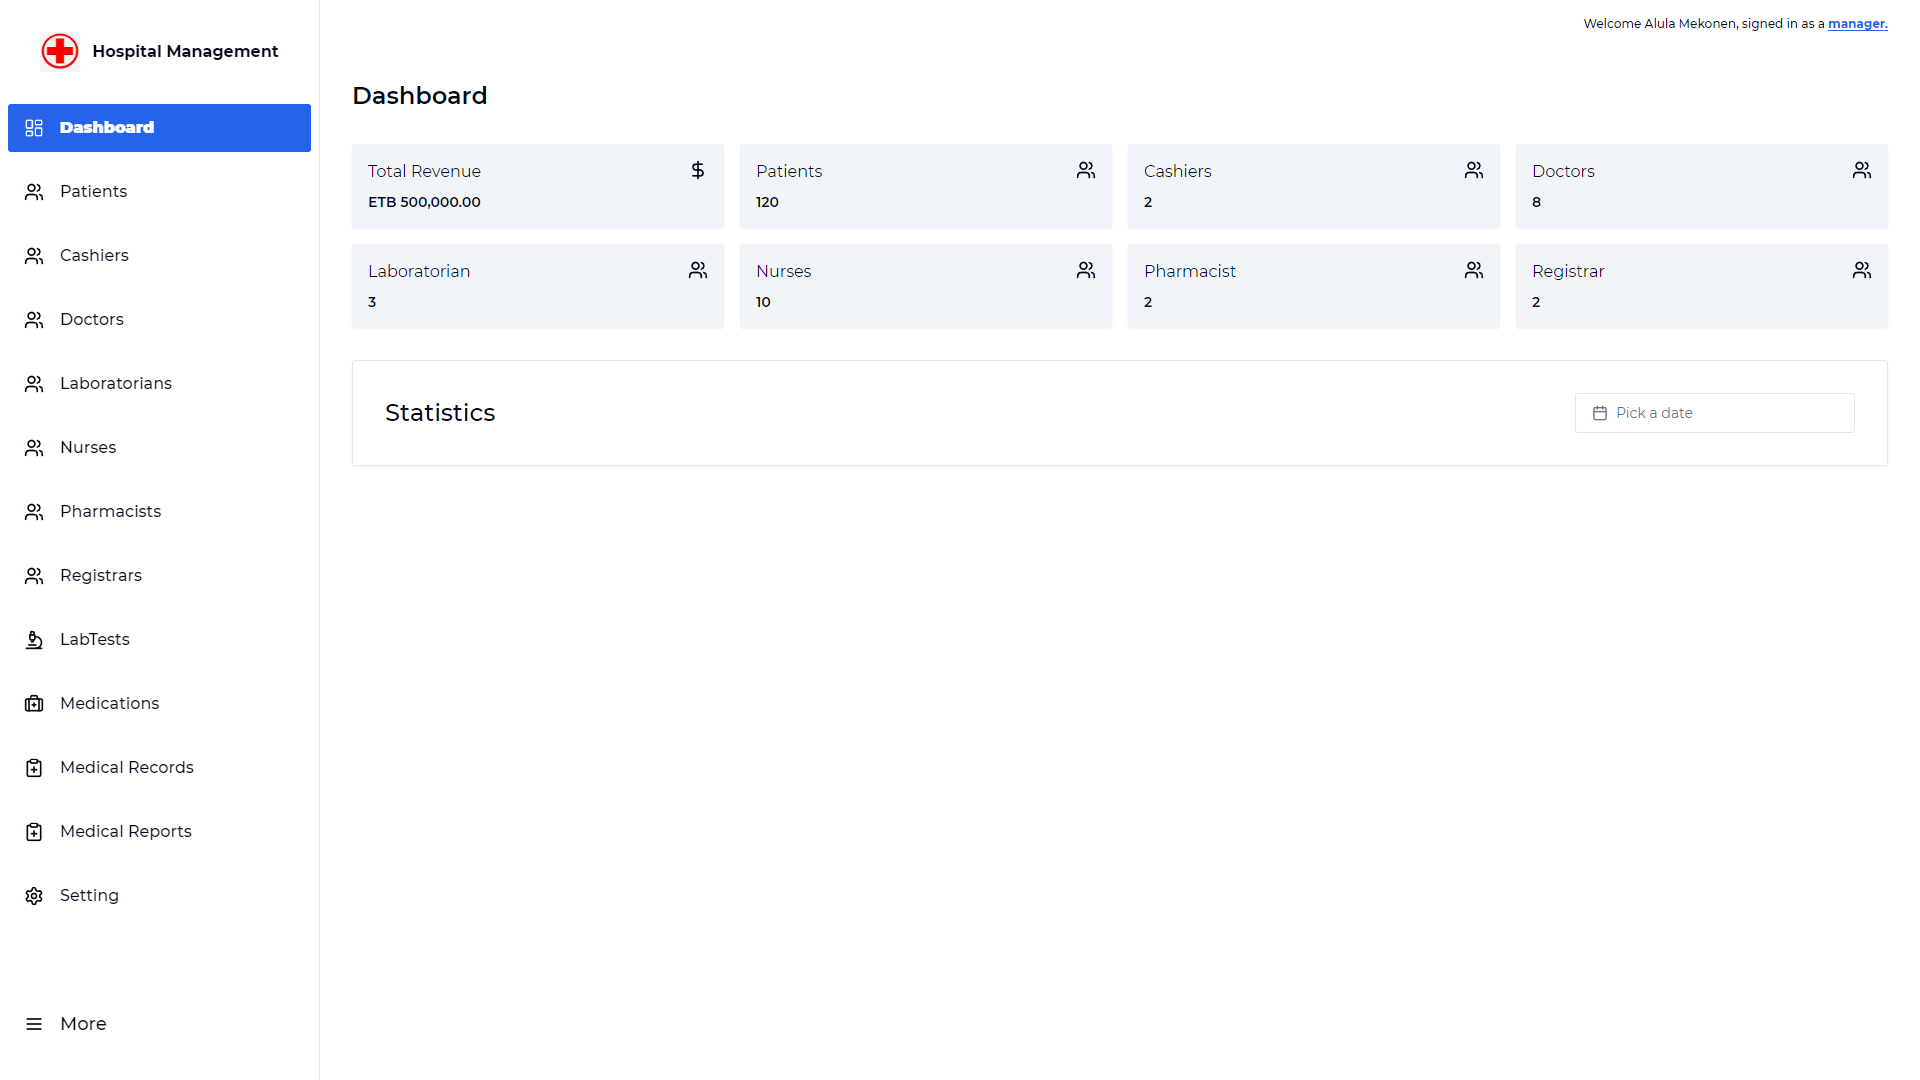 Welcome Alula Mekonen, signed in as a manager.
Hospital Management
Dashboard
Patients
Cashiers
Doctors
Laboratorians
Nurses
Pharmacists
Registrars
LabTests
Medications
Medical Records
Medical Reports
Setting
More
Dashboard
Total Revenue
ETB 500,000.00
Patients
120
Cashiers
2
Doctors
8
Laboratorian
3
Nurses
10
Pharmacist
2
Registrar
2
Statistics
Pick a date